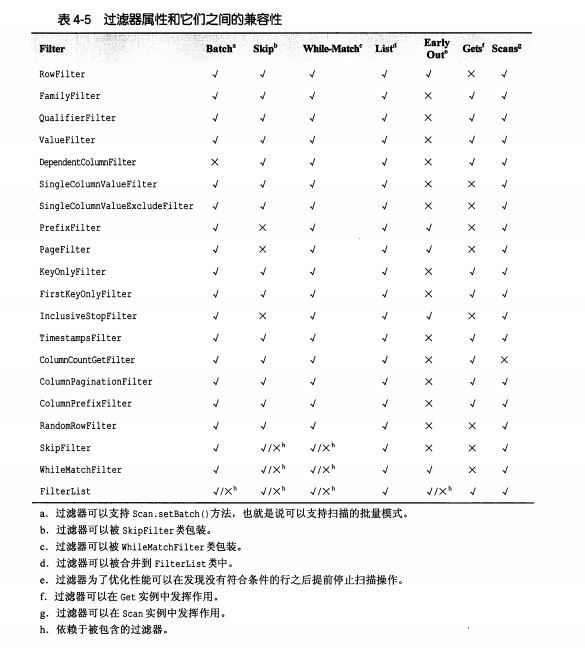 表 4-5 过滤器属性和它们之间的兼容性
Filter Batchᵃ Skipᵇ While-Matchᶜ Listᵈ Early Outᵉ Getsᶠ Scansᵍ
RowFilter √ √ √ √ √ × √
FamilyFilter √ √ √ √ × √ √
QualifierFilter √ √ √ √ × √ √
ValueFilter √ √ √ √ × √ √
DependentColumnFilter × √ √ √ × √ √
SingleColumnValueFilter √ √ √ √ × × √
SingleColumnValueExcludeFilter √ √ √ √ × × √
PrefixFilter √ × √ √ √ × √
PageFilter √ × √ √ √ × √
KeyOnlyFilter √ √ √ √ × √ √
FirstKeyOnlyFilter √ √ √ √ × √ √
InclusiveStopFilter √ × √ √ √ × √
TimestampsFilter √ √ √ √ × √ √
ColumnCountGetFilter √ √ √ √ × √ ×
ColumnPaginationFilter √ √ √ √ × √ √
ColumnPrefixFilter √ √ √ √ × √ √
RandomRowFilter √ √ √ √ × × √
SkipFilter √ √/×ʰ √/×ʰ √ × × √
WhileMatchFilter √ √/×ʰ √/×ʰ √ √ × √
FilterList √/×ʰ √/×ʰ √/×ʰ √ √/×ʰ √ √
a. 过滤器可以支持 Scan.setBatch()方法，也就是说可以支持扫描的批量模式。
b. 过滤器可以被 SkipFilter 类包装。
c. 过滤器可以被 WhileMatchFilter 类包装。
d. 过滤器可以被合并到 FilterList 类中。
e. 过滤器为了优化性能可以在发现没有符合条件的行之后提前停止扫描操作。
f. 过滤器可以在 Get 实例中发挥作用。
g. 过滤器可以在 Scan 实例中发挥作用。
h. 依赖于被包含的过滤器。